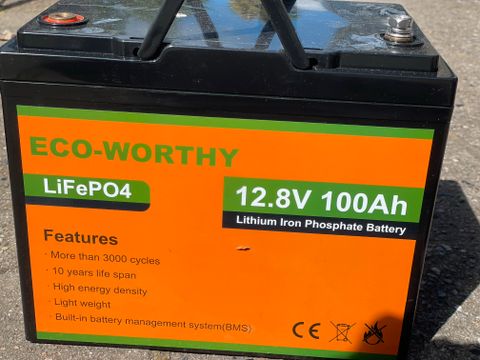 ECO-WORTHY
LiFePO4
12.8V 100Ah
Lithium Iron Phosphate Battery
Features
· More than 3000 cycles
· 10 years life span
· High energy density
· Light weight
· Built-in battery management system(BMS)
CE